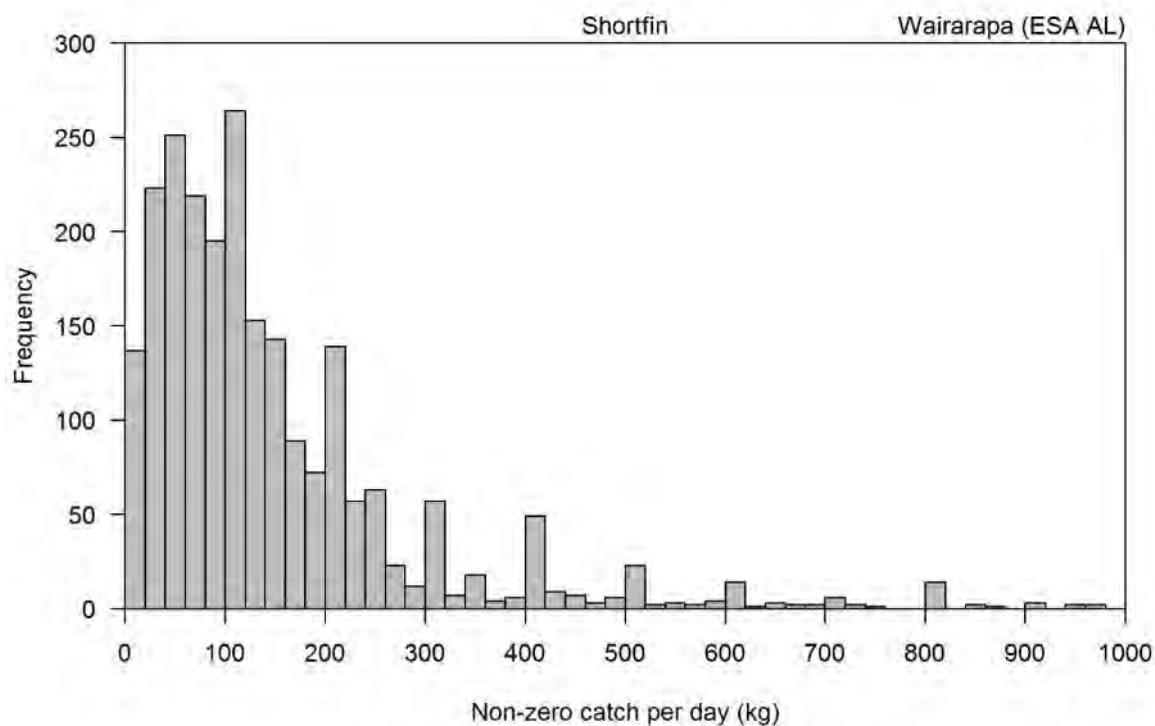 Shortfin Wairarapa (ESA AL)
300
250
200
150
100
50
0
Frequency
0 100 200 300 400 500 600 700 800 900 1000
Non-zero catch per day (kg)